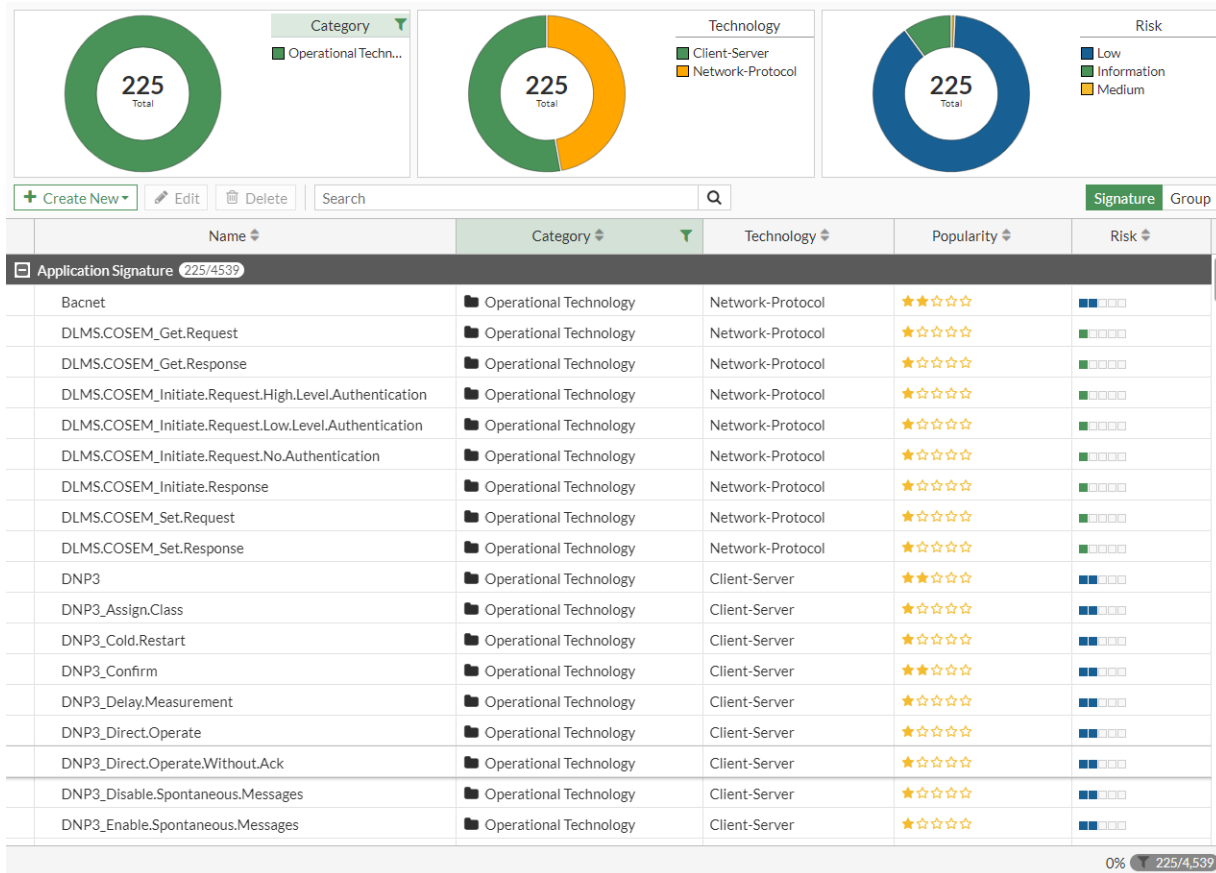 Category
Operational Techn...
225
Total
Technology
Client-Server
Network-Protocol
225
Total
Risk
Low
Information
Medium
225
Total
Create New Edit Delete Search Signature Group
Name Category Technology Popularity Risk
Application Signature 225/4539
Bacnet Operational Technology Network-Protocol
DLMS.COSEM_Get.Request Operational Technology Network-Protocol
DLMS.COSEM_Get.Response Operational Technology Network-Protocol
DLMS.COSEM_Initiate.Request.High.Level.Authentication Operational Technology Network-Protocol
DLMS.COSEM_Initiate.Request.Low.Level.Authentication Operational Technology Network-Protocol
DLMS.COSEM_Initiate.Request.No.Authentication Operational Technology Network-Protocol
DLMS.COSEM_Initiate.Response Operational Technology Network-Protocol
DLMS.COSEM_Set.Request Operational Technology Network-Protocol
DLMS.COSEM_Set.Response Operational Technology Network-Protocol
DNP3 Operational Technology Client-Server
DNP3_Assign.Class Operational Technology Client-Server
DNP3_Cold.Restart Operational Technology Client-Server
DNP3_Confirm Operational Technology Client-Server
DNP3_Delay.Measurement Operational Technology Client-Server
DNP3_Direct.Operate Operational Technology Client-Server
DNP3_Direct.Operate.Without.Ack Operational Technology Client-Server
DNP3_Disable.Spontaneous.Messages Operational Technology Client-Server
DNP3_Enable.Spontaneous.Messages Operational Technology Client-Server
0% 225/4,539